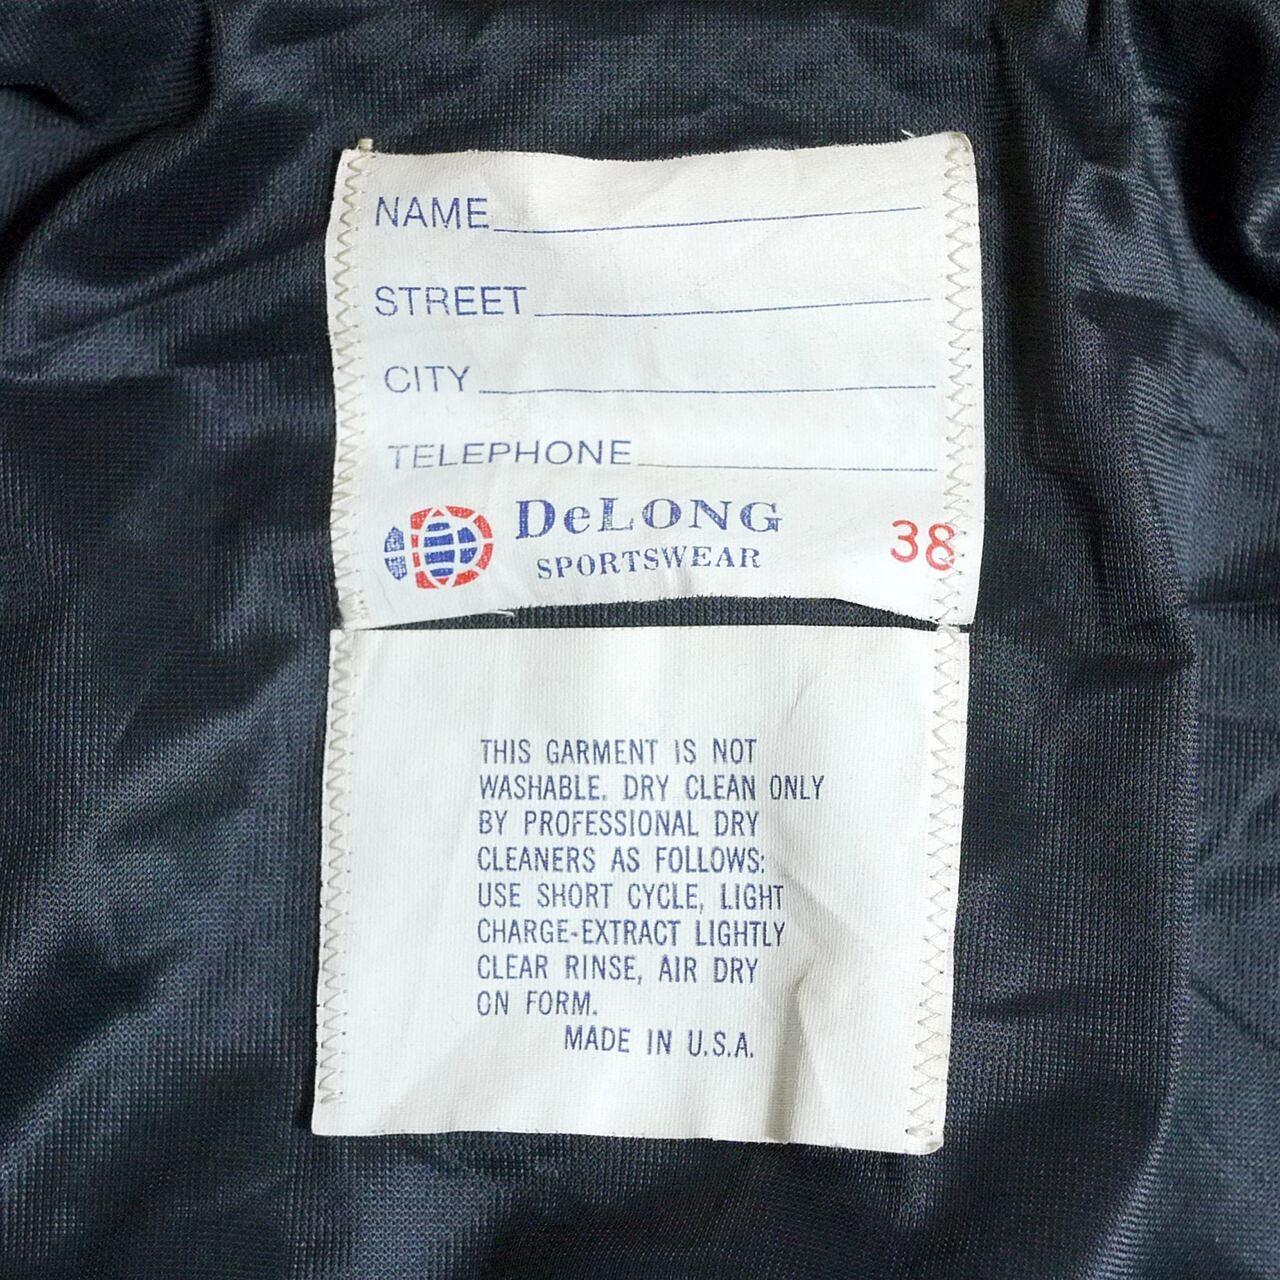 NAME
STREET
CITY
TELEPHONE
DeLONG
SPORTSWEAR
38
THIS GARMENT IS NOT
WASHABLE. DRY CLEAN ONLY
BY PROFESSIONAL DRY
CLEANERS AS FOLLOWS:
USE SHORT CYCLE, LIGHT
CHARGE-EXTRACT LIGHTLY
CLEAR RINSE, AIR DRY
ON FORM.
MADE IN U.S.A.